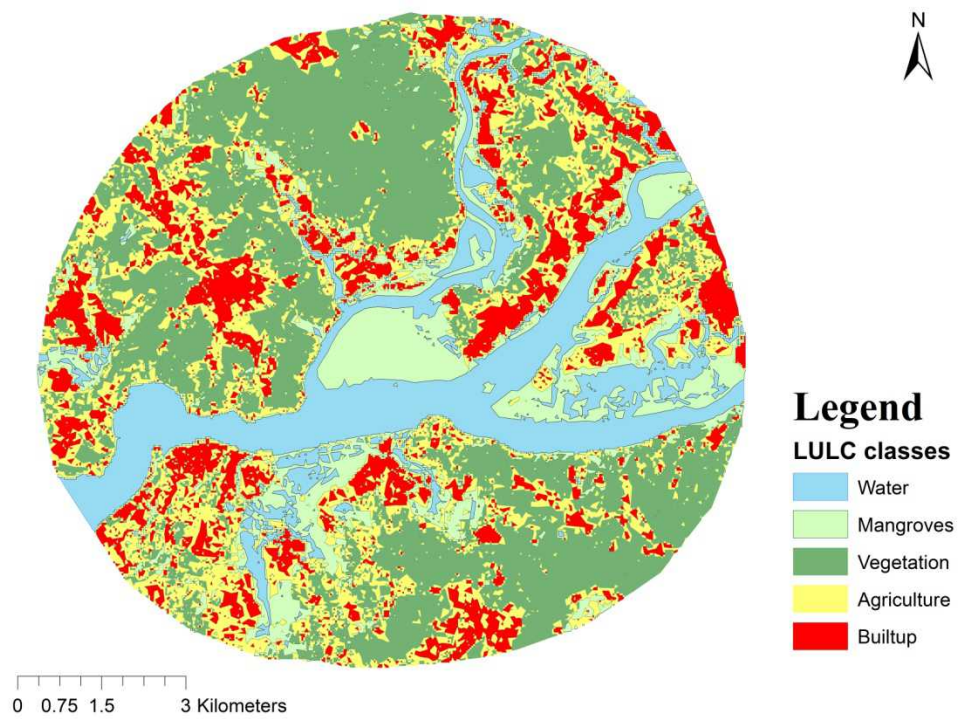 N
Legend
LULC classes
Water
Mangroves
Vegetation
Agriculture
Builtup
0 0.75 1.5 3 Kilometers